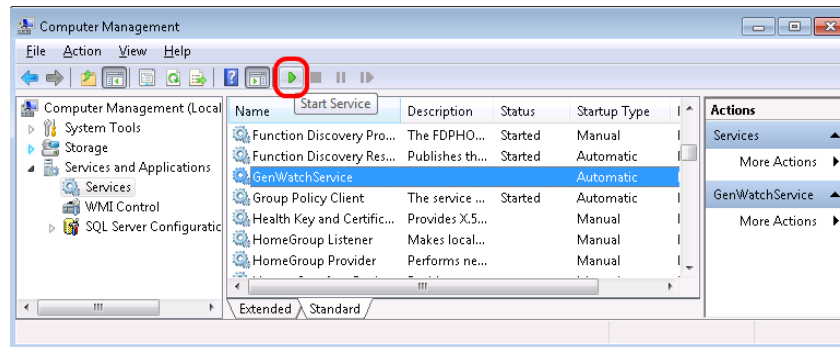 Computer Management
File Action View Help
Start Service
Computer Management (Local
System Tools
Storage
Services and Applications
Services
WMI Control
SQL Server Configuratic
Name Description Status Startup Type
Function Discovery Pro... The FDPHO... Started Manual
Function Discovery Res... Publishes th... Started Automatic
GenWatchService Automatic
Group Policy Client The service ... Started Automatic
Health Key and Certific... Provides X.5... Manual
HomeGroup Listener Makes local... Manual
HomeGroup Provider Performs ne... Manual
Extended Standard
Actions
Services
More Actions
GenWatchService
More Actions